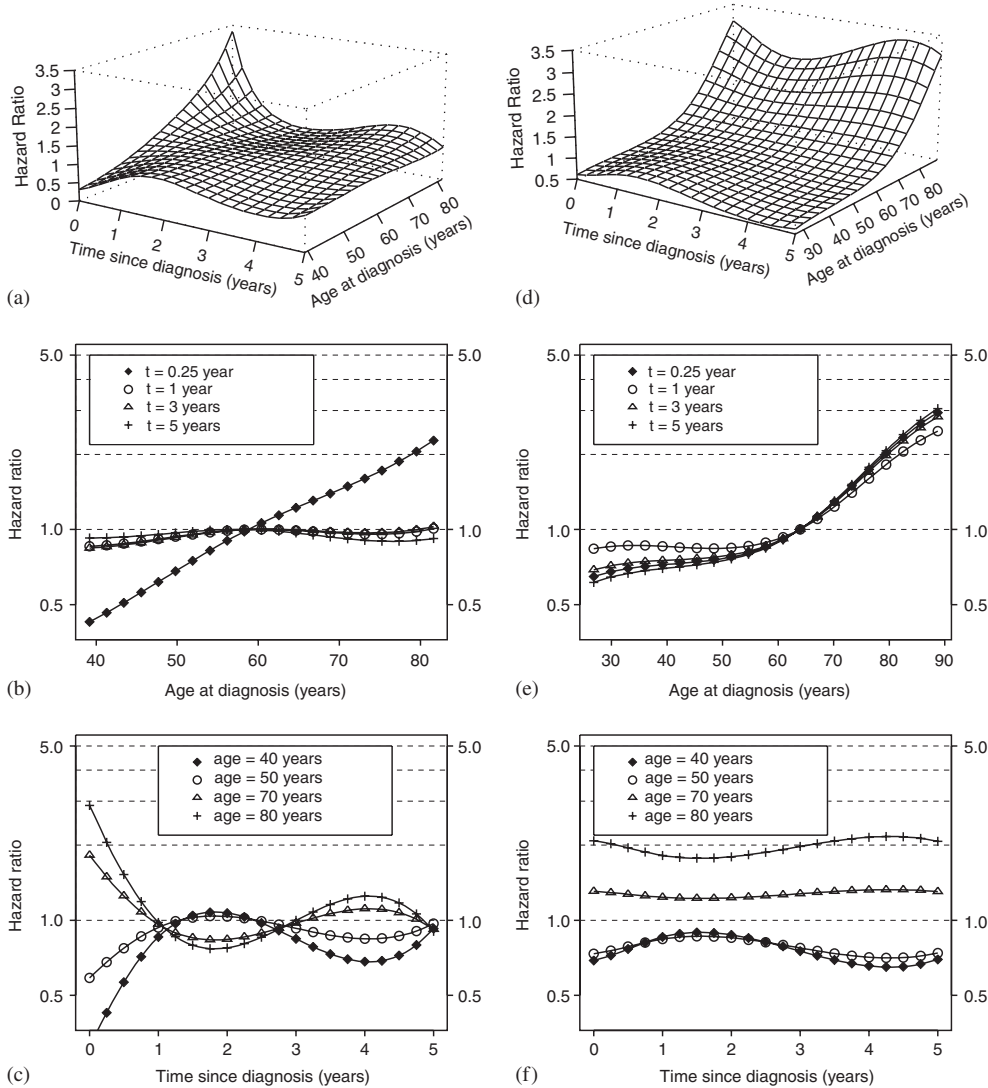 3.5
3
2.5
2
1.5
1
0.5
0
Hazard Ratio
0
1
2
3
4
5
Time since diagnosis (years)
40
50
60
70
80
Age at diagnosis (years)
(a)
3.5
3
2.5
2
1.5
1
0.5
Hazard Ratio
0
1
2
3
4
5
Time since diagnosis (years)
30
40
50
60
70
80
Age at diagnosis (years)
(d)
5.0
1.0
0.5
Hazard ratio
t = 0.25 year
t = 1 year
t = 3 years
t = 5 years
5.0
1.0
0.5
40 50 60 70 80
Age at diagnosis (years)
(b)
5.0
1.0
0.5
Hazard ratio
t = 0.25 year
t = 1 year
t = 3 years
t = 5 years
5.0
1.0
0.5
Hazard ratio
30 40 50 60 70 80 90
Age at diagnosis (years)
(e)
5.0
1.0
0.5
Hazard ratio
age = 40 years
age = 50 years
age = 70 years
age = 80 years
5.0
1.0
0.5
0 1 2 3 4 5
Time since diagnosis (years)
(c)
Hazard ratio
age = 40 years
age = 50 years
age = 70 years
age = 80 years
5.0
1.0
0.5
0 1 2 3 4 5
Time since diagnosis (years)
(f)